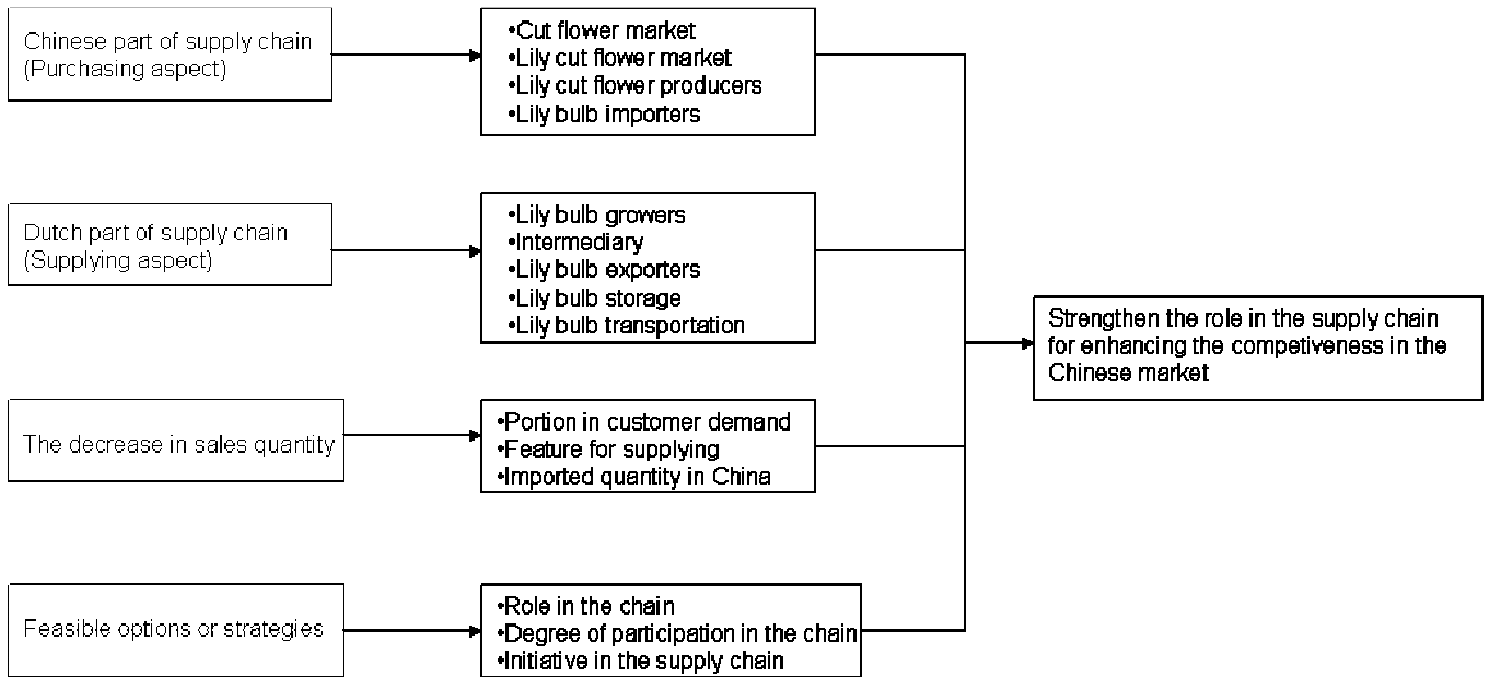 Chinese part of supply chain
(Purchasing aspect)
•Cut flower market
•Lily cut flower market
•Lily cut flower producers
•Lily bulb importers
Dutch part of supply chain
(Supplying aspect)
•Lily bulb growers
•Intermediary
•Lily bulb exporters
•Lily bulb storage
•Lily bulb transportation
The decrease in sales quantity
•Portion in customer demand
•Feature for supplying
•Imported quantity in China
Feasible options or strategies
•Role in the chain
•Degree of participation in the chain
•Initiative in the supply chain
Strengthen the role in the supply chain
for enhancing the competiveness in the
Chinese market